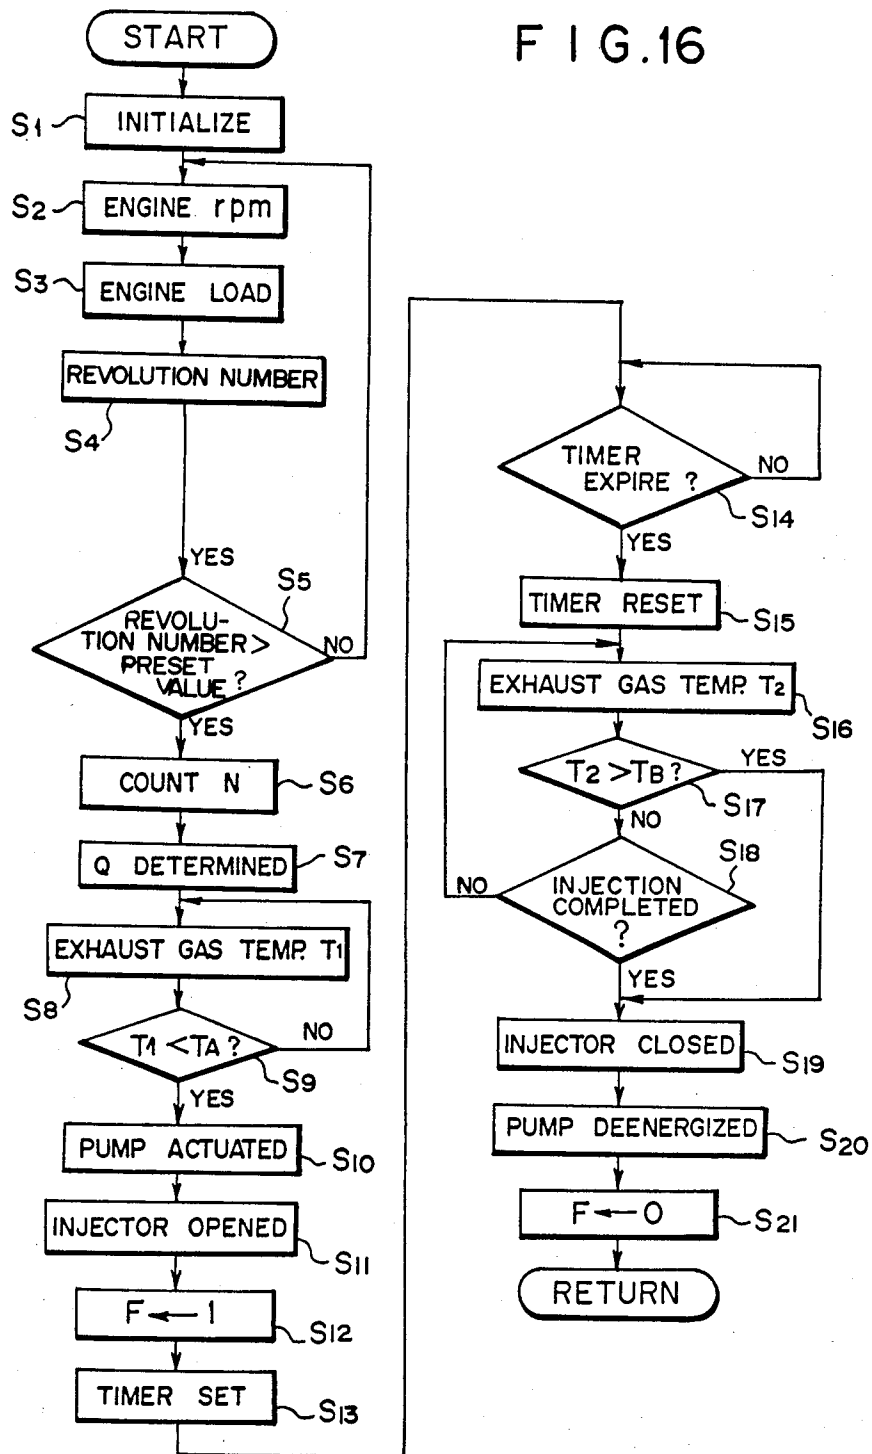 FIG.16
START
S1
INITIALIZE
S2
ENGINE rpm
S3
ENGINE LOAD
REVOLUTION NUMBER
S4
YES
S5
REVOLU-
TION NUMBER >
PRESET
VALUE ?
NO
YES
COUNT N
S6
Q DETERMINED
S7
EXHAUST GAS TEMP. T1
S8
T1 < TA ?
NO
S9
YES
PUMP ACTUATED
S10
INJECTOR OPENED
S11
F ← 1
S12
TIMER SET
S13
TIMER
EXPIRE ?
NO
S14
YES
TIMER RESET
S15
EXHAUST GAS TEMP. T2
S16
T2 > TB ?
YES
S17
NO
S18
NO
INJECTION
COMPLETED
?
YES
INJECTOR CLOSED
S19
PUMP DEENERGIZED
S20
F ← 0
S21
RETURN